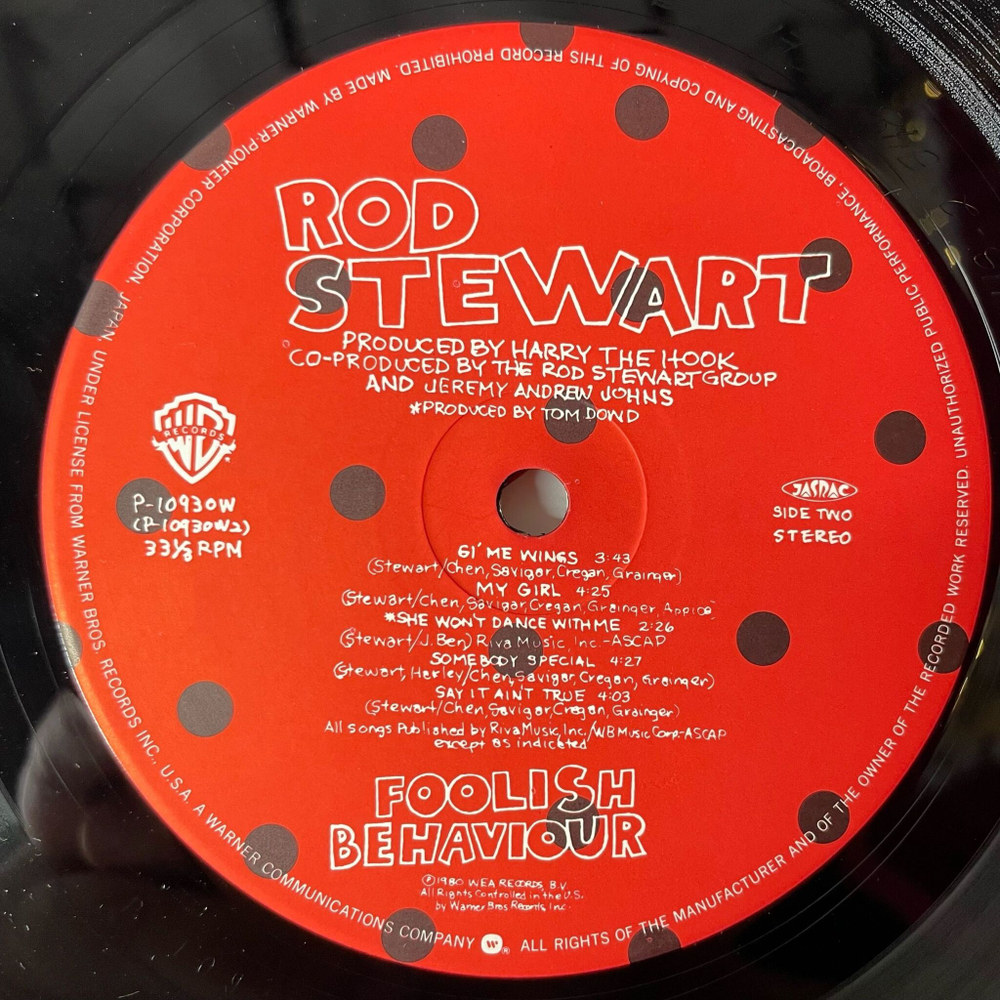 ROD
STEWART
PRODUCED BY HARRY THE HOOK
CO-PRODUCED BY THE ROD STEWART GROUP
AND JEREMY ANDREW JOHNS
*PRODUCED BY TOM DOWD
W RECORDS
P-10930W
(P-10930W2)
33⅓ RPM
JASRAC
SIDE TWO
STEREO
GI' ME WINGS 3:43
(Stewart/Chen, Savigar, Cregan, Grainger)
MY GIRL 4:25
(Stewart/Chen, Savigar, Cregan, Grainger, Appice
*SHE WON'T DANCE WITH ME 2:26
(Stewart/J. Ben) Riva Music, Inc.-ASCAP
SOMEBODY SPECIAL 4:27
(Stewart, Harley/Chen, Savigar, Cregan, Grainger)
SAY IT AINT TRUE 4:03
(Stewart/Chen, Savigar, Cregan, Grainger)
All songs Published by Riva Music, Inc./WB Music Corp.-ASCAP
except as indicated
FOOLISH
BEHAVIOUR
℗1980 WEA RECORDS, B.V.
All Rights Controlled in the U.S.
by Warner Bros Records, Inc.
MADE BY WARNER-PIONEER CORPORATION, JAPAN, UNDER LICENSE FROM WARNER BROS. RECORDS INC., U.S.A. A WARNER COMMUNICATIONS COMPANY W® ALL RIGHTS OF THE MANUFACTURER AND OF THE OWNER OF THE RECORDED WORK RESERVED. UNAUTHORIZED PUBLIC PERFORMANCE, BROADCASTING AND COPYING OF THIS RECORD PROHIBITED.